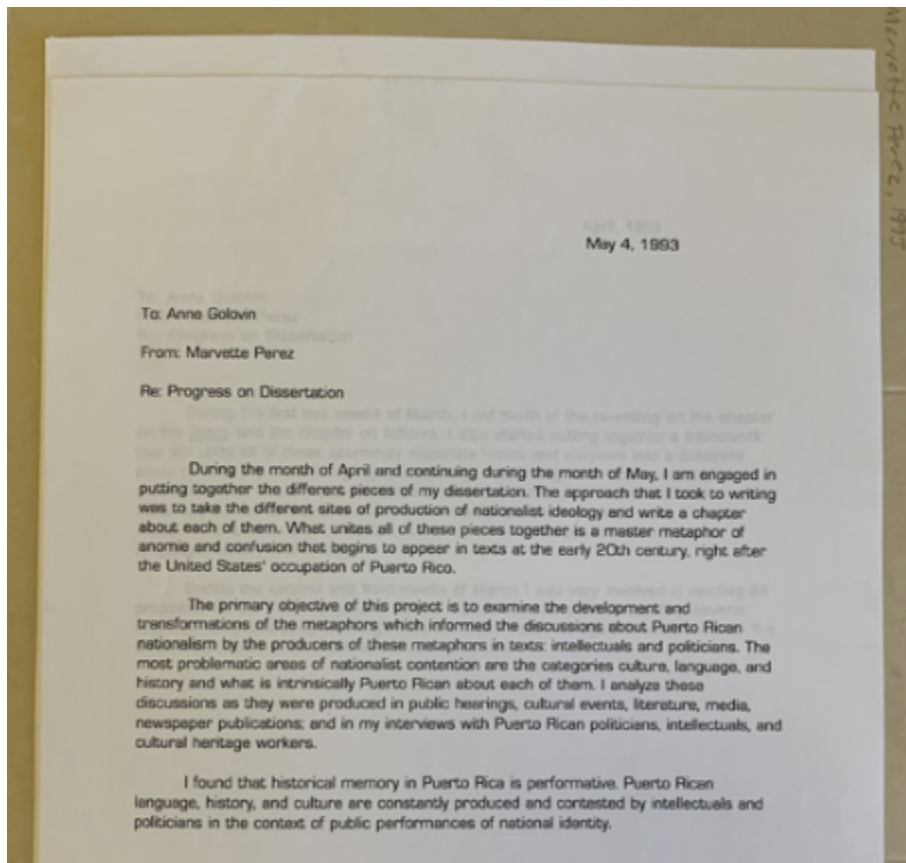 Marvette Perez, 1995
April, 1993
May 4, 1993
To: Anne Golovin
From: Marvette Perez
Re: Progress on Dissertation
During the month of April and continuing during the month of May, I am engaged in
putting together the different pieces of my dissertation. The approach that I took to writing
was to take the different sites of production of nationalist ideology and write a chapter
about each of them. What unites all of these pieces together is a master metaphor of
anomie and confusion that begins to appear in texts at the early 20th century, right after
the United States' occupation of Puerto Rico.
The primary objective of this project is to examine the development and
transformations of the metaphors which informed the discussions about Puerto Rican
nationalism by the producers of these metaphors in texts: intellectuals and politicians. The
most problematic areas of nationalist contention are the categories culture, language, and
history and what is intrinsically Puerto Rican about each of them. I analyze these
discussions as they were produced in public hearings, cultural events, literature, media,
newspaper publications; and in my interviews with Puerto Rican politicians, intellectuals, and
cultural heritage workers.
I found that historical memory in Puerto Rica is performative. Puerto Rican
language, history, and culture are constantly produced and contested by intellectuals and
politicians in the context of public performances of national identity.